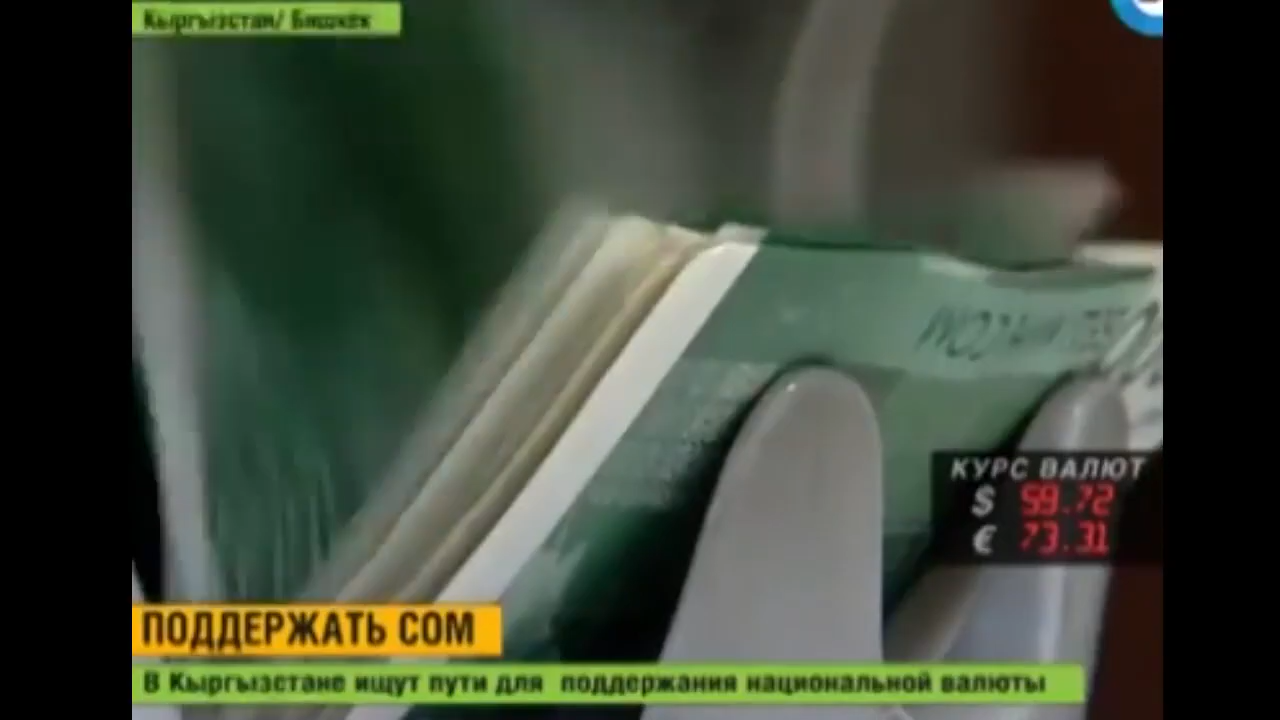 Кыргызстан/ Бишкек
КУРС ВАЛЮТ
$ 59.72
€ 73.31
ПОДДЕРЖАТЬ СОМ
В Кыргызстане ищут пути для поддержания национальной валюты